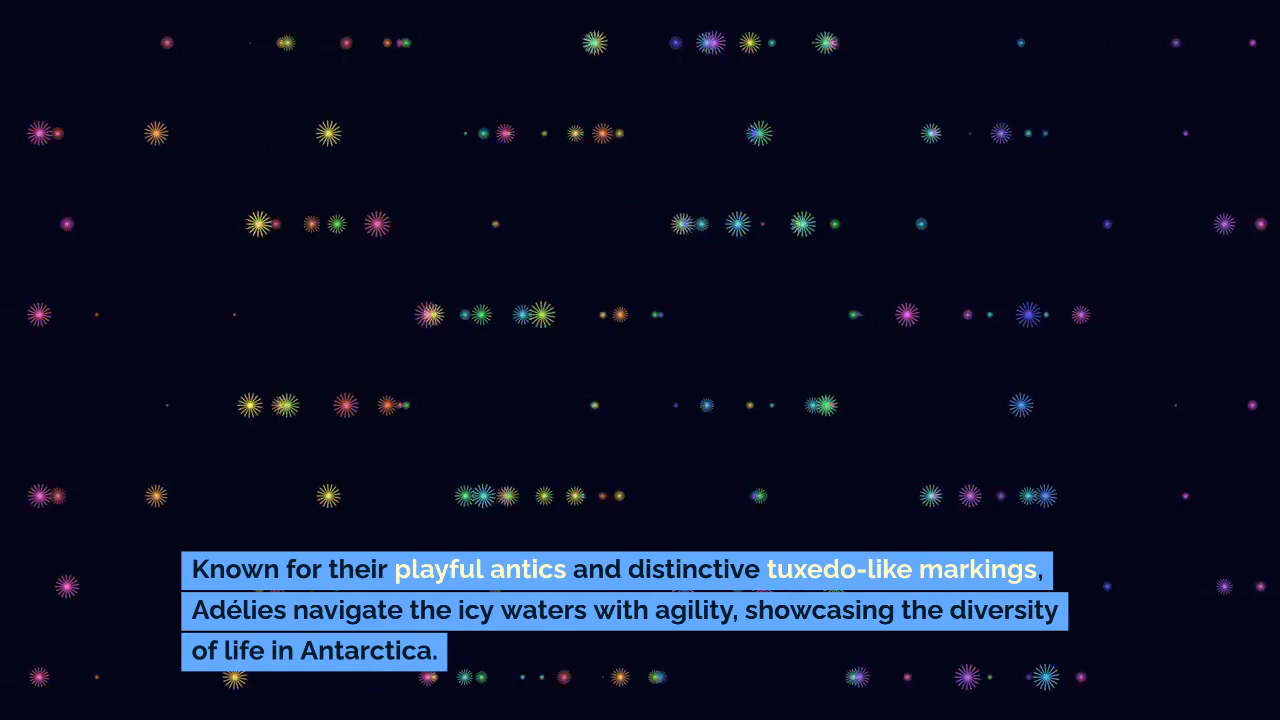 Known for their playful antics and distinctive tuxedo-like markings,
Adélies navigate the icy waters with agility, showcasing the diversity
of life in Antarctica.